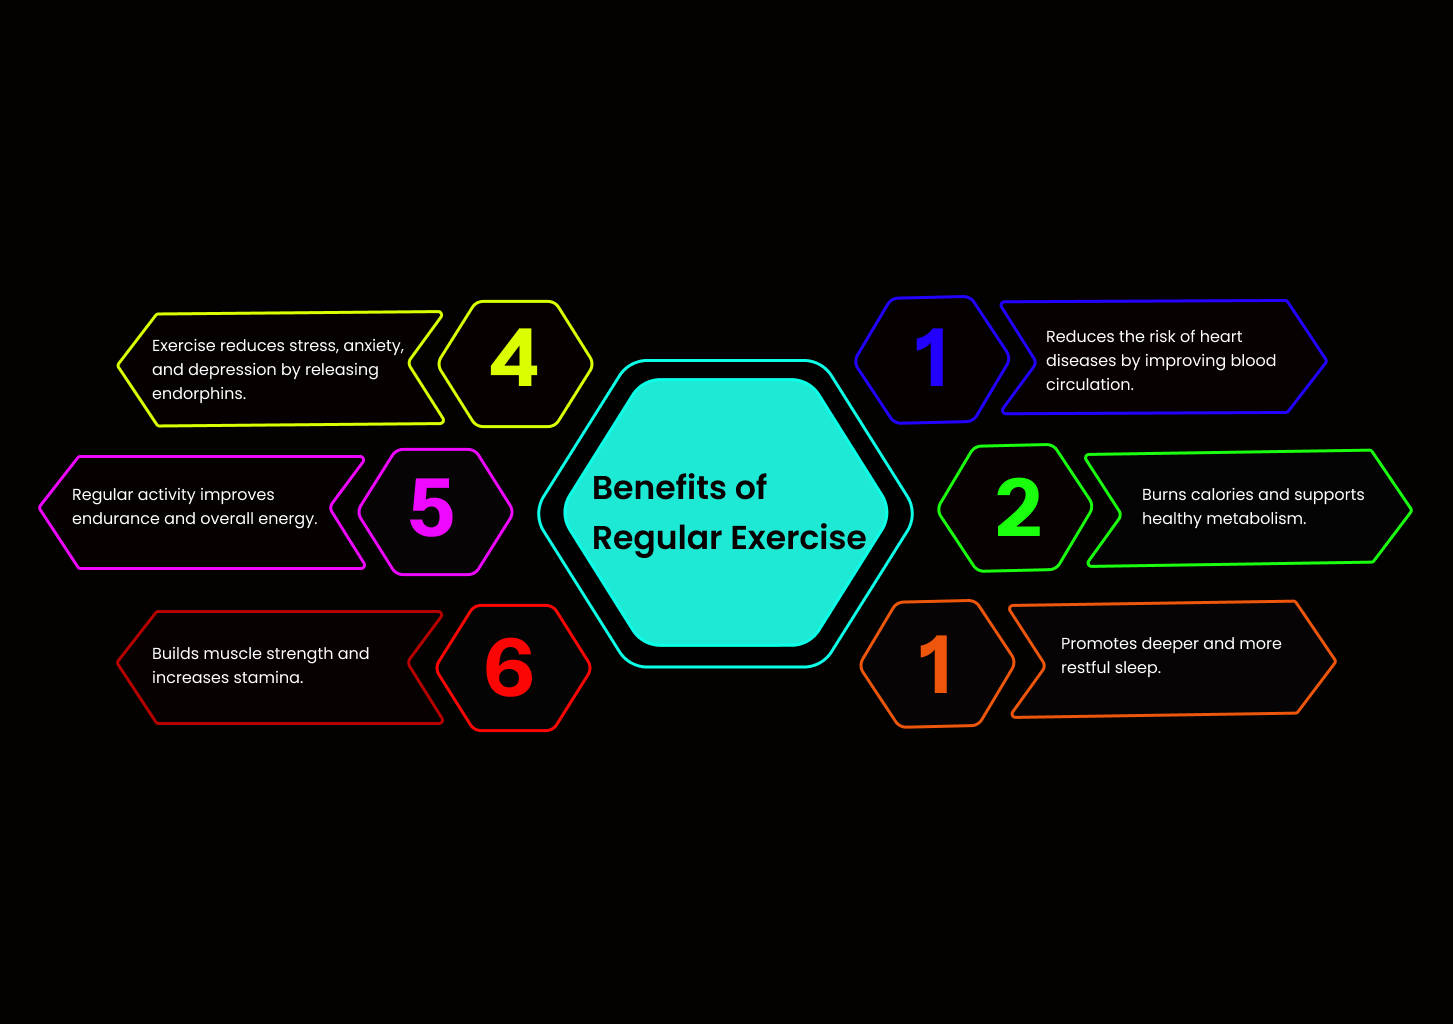 Benefits of
Regular Exercise
1
Reduces the risk of heart
diseases by improving blood
circulation.
2
Burns calories and supports
healthy metabolism.
1
Promotes deeper and more
restful sleep.
4
Exercise reduces stress, anxiety,
and depression by releasing
endorphins.
5
Regular activity improves
endurance and overall energy.
6
Builds muscle strength and
increases stamina.